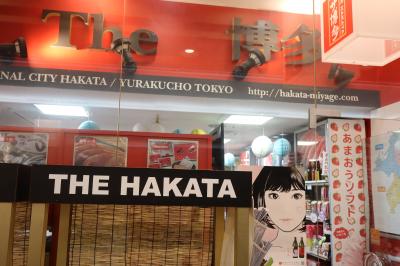 The 博多
NAL CITY HAKATA / YURAKUCHO TOKYO   http://hakata-miyage.com
THE HAKATA
あまおうソフト